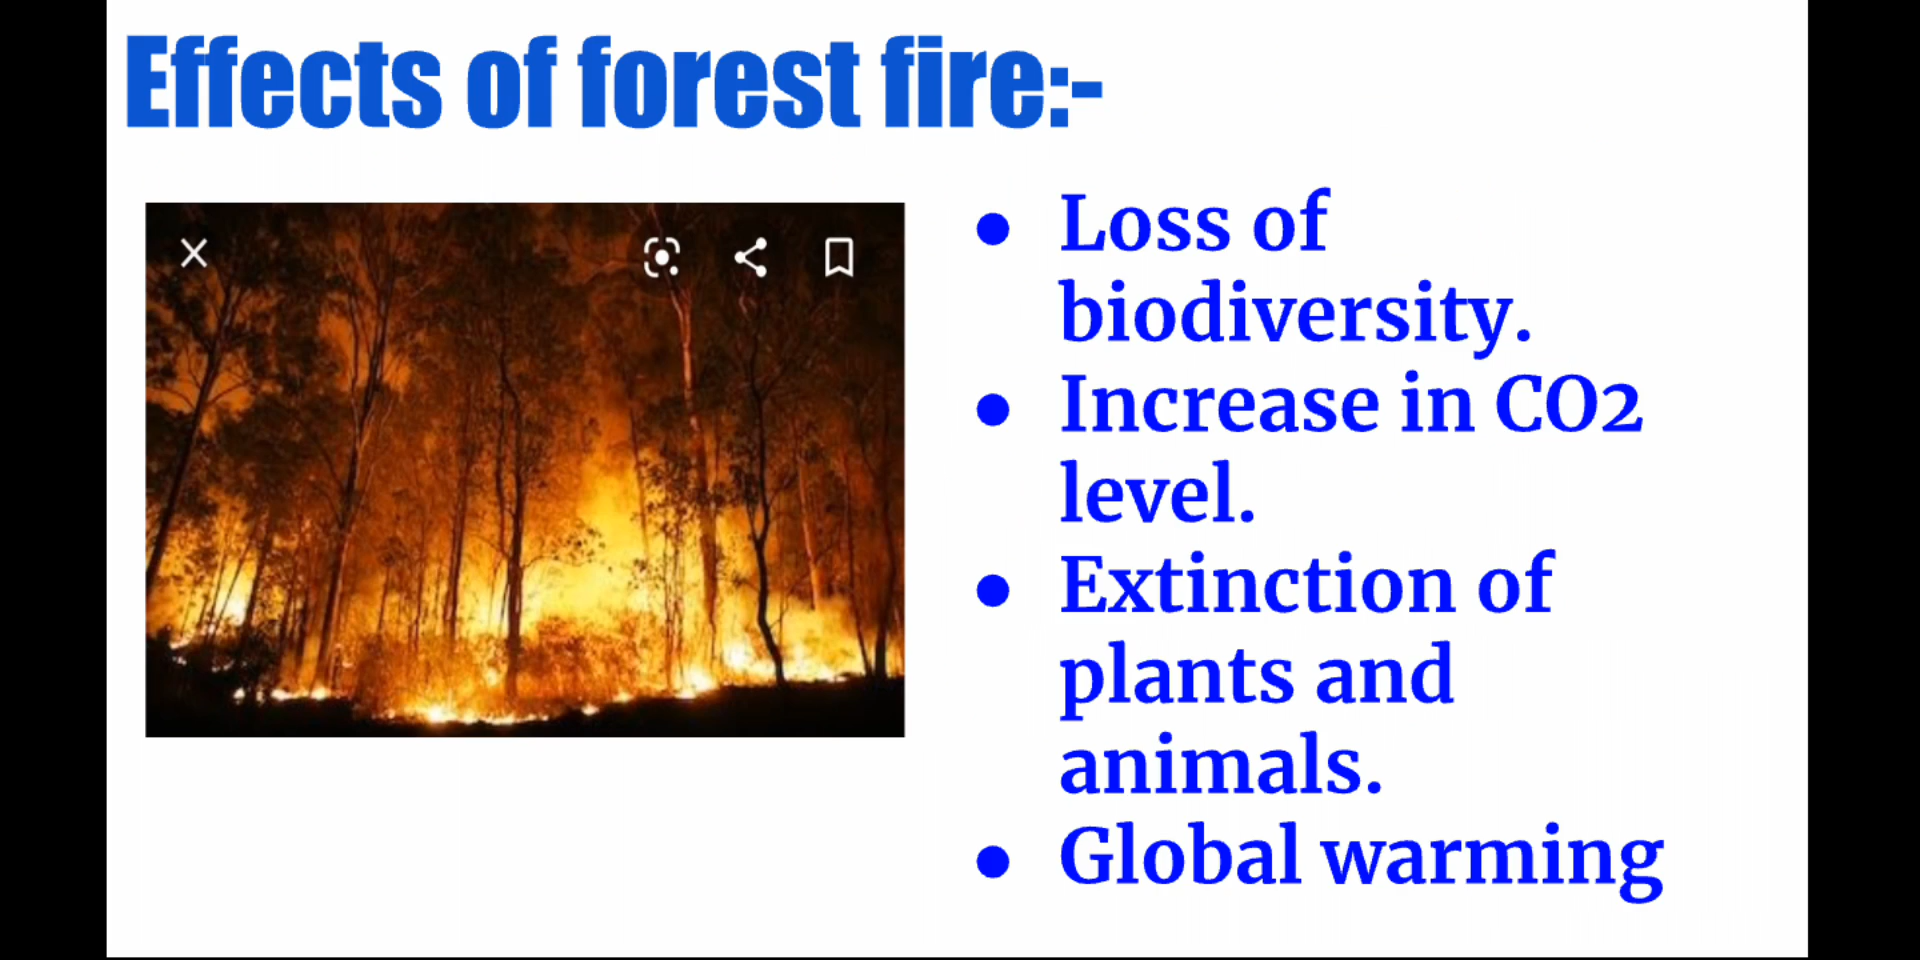 Effects of forest fire:-
● Loss of
biodiversity.
● Increase in CO2
level.
● Extinction of
plants and
animals.
● Global warming